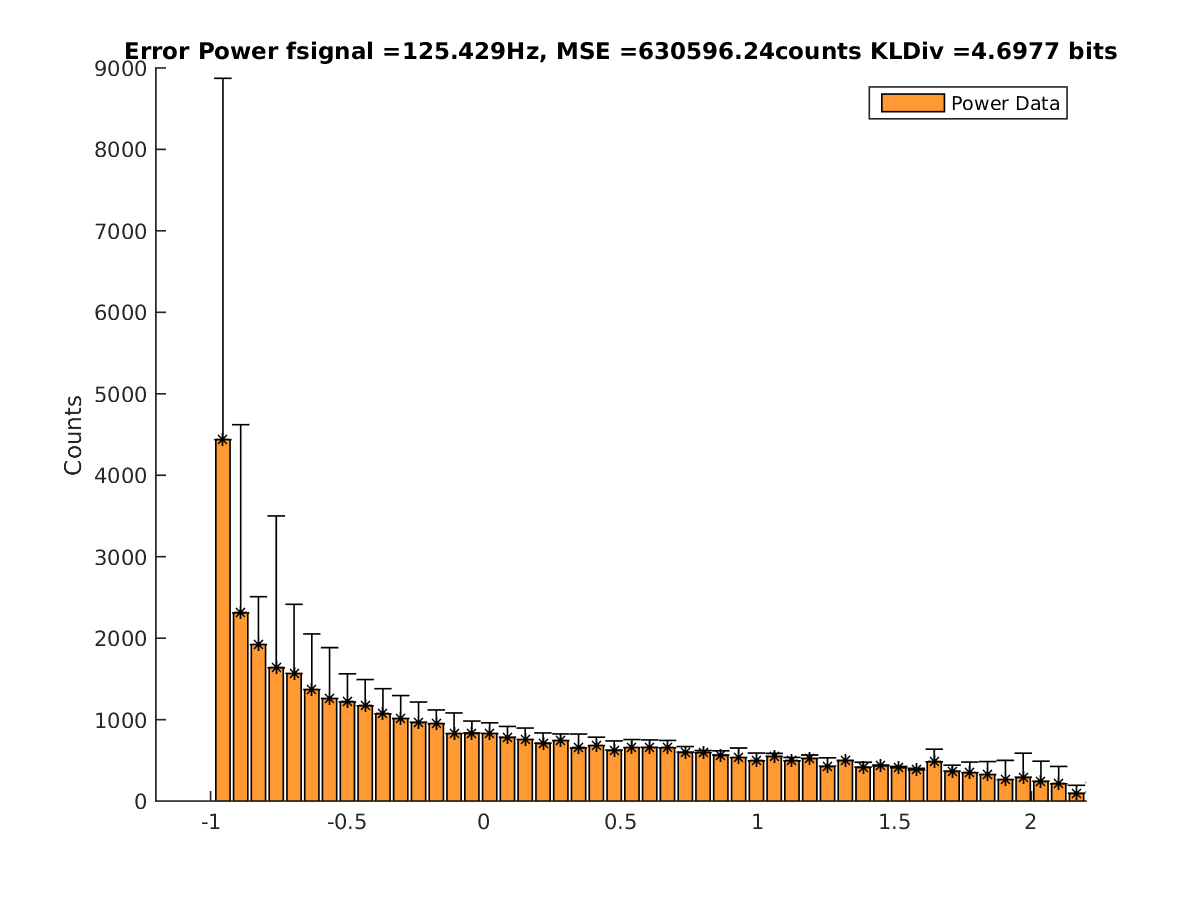 Error Power fsignal =125.429Hz, MSE =630596.24counts KLDiv =4.6977 bits
Power Data
Counts
9000
8000
7000
6000
5000
4000
3000
2000
1000
0
-1 -0.5 0 0.5 1 1.5 2